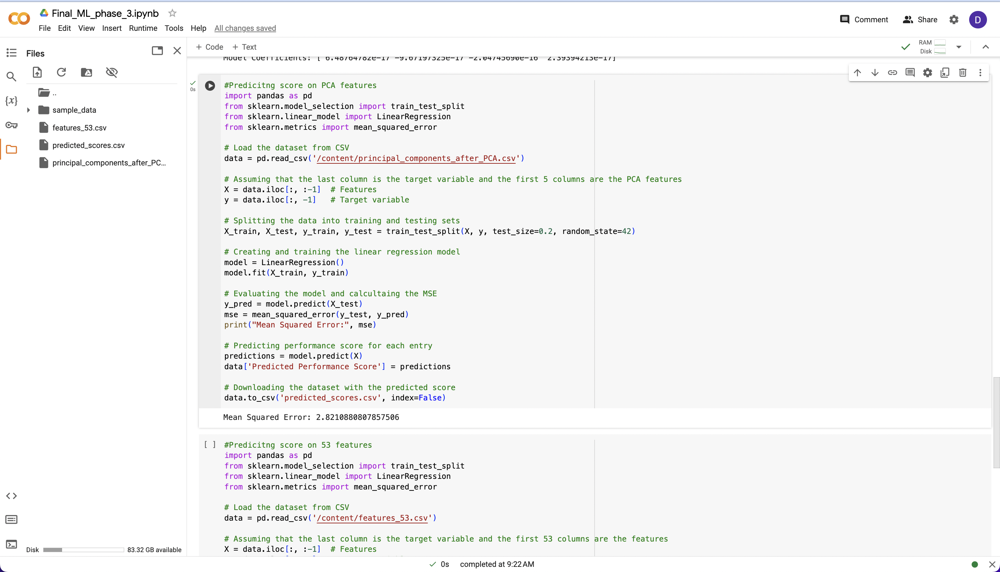 Final_ML_phase_3.ipynb
File Edit View Insert Runtime Tools Help All changes saved
Comment Share D
Files
+ Code + Text
RAM
Disk
..
sample_data
features_53.csv
predicted_scores.csv
principal_components_after_PC...
{x}
Disk 83.32 GB available
Model Coefficients: [ 6.48764782e-17 -9.67197325e-17 -2.04745690e-16 2.39394213e-17]
0s
#Predicitng score on PCA features
import pandas as pd
from sklearn.model_selection import train_test_split
from sklearn.linear_model import LinearRegression
from sklearn.metrics import mean_squared_error
# Load the dataset from CSV
data = pd.read_csv('/content/principal_components_after_PCA.csv')
# Assuming that the last column is the target variable and the first 5 columns are the PCA features
X = data.iloc[:, :-1]  # Features
y = data.iloc[:, -1]   # Target variable
# Splitting the data into training and testing sets
X_train, X_test, y_train, y_test = train_test_split(X, y, test_size=0.2, random_state=42)
# Creating and training the linear regression model
model = LinearRegression()
model.fit(X_train, y_train)
# Evaluating the model and calcultaing the MSE
y_pred = model.predict(X_test)
mse = mean_squared_error(y_test, y_pred)
print("Mean Squared Error:", mse)
# Predicting performance score for each entry
predictions = model.predict(X)
data['Predicted Performance Score'] = predictions
# Downloading the dataset with the predicted score
data.to_csv('predicted_scores.csv', index=False)
Mean Squared Error: 2.8210880807857506
[ ]
#Predicitng score on 53 features
import pandas as pd
from sklearn.model_selection import train_test_split
from sklearn.linear_model import LinearRegression
from sklearn.metrics import mean_squared_error
# Load the dataset from CSV
data = pd.read_csv('/content/features_53.csv')
# Assuming that the last column is the target variable and the first 53 columns are the features
X = data.iloc[:, :-1]  # Features
0s completed at 9:22 AM